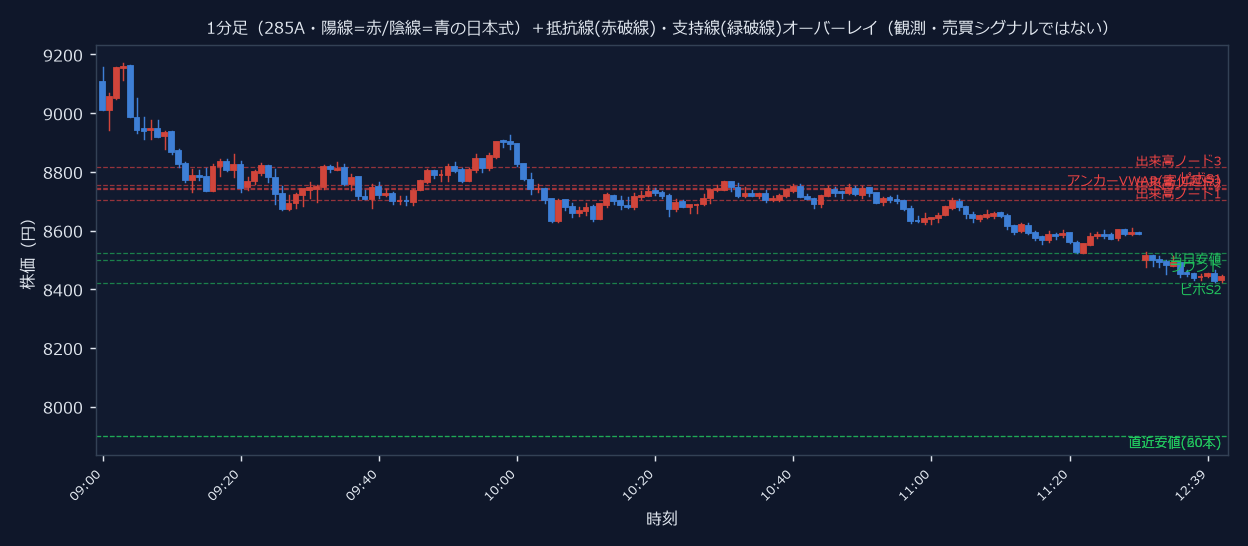 1分足（285A・陽線=赤/陰線=青の日本式）＋抵抗線(赤破線)・支持線(緑破線)オーバーレイ（観測・売買シグナルではない）
株価（円）
9200
9000
8800
8600
8400
8200
8000
出来高ノード3
アンカーVWAP(
出来高ノード1
当日安値
ラウンド
ピボS2
直近安値(20本)
09:00
09:20
09:40
10:00
10:20
10:40
11:00
11:20
12:39
時刻